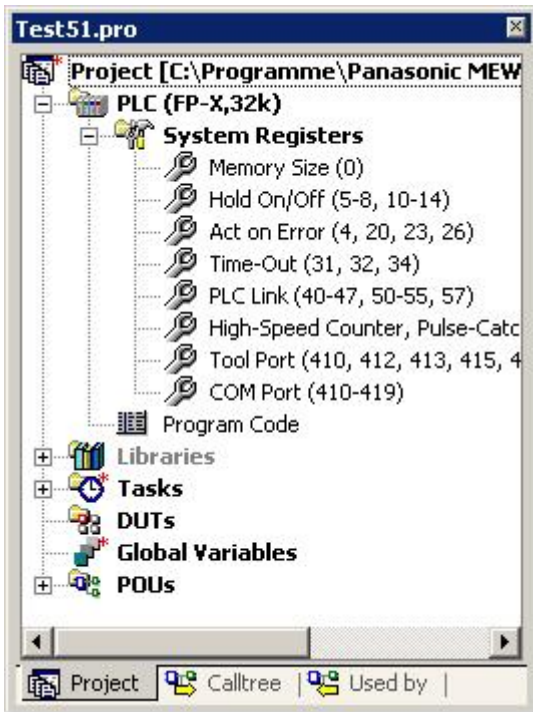 Test51.pro
Project [C:\Programme\Panasonic MEW
PLC (FP-X,32k)
System Registers
Memory Size (0)
Hold On/Off (5-8, 10-14)
Act on Error (4, 20, 23, 26)
Time-Out (31, 32, 34)
PLC Link (40-47, 50-55, 57)
High-Speed Counter, Pulse-Catc
Tool Port (410, 412, 413, 415, 4
COM Port (410-419)
Program Code
Libraries
Tasks
DUTs
Global Variables
POUs
Project Calltree | Used by |